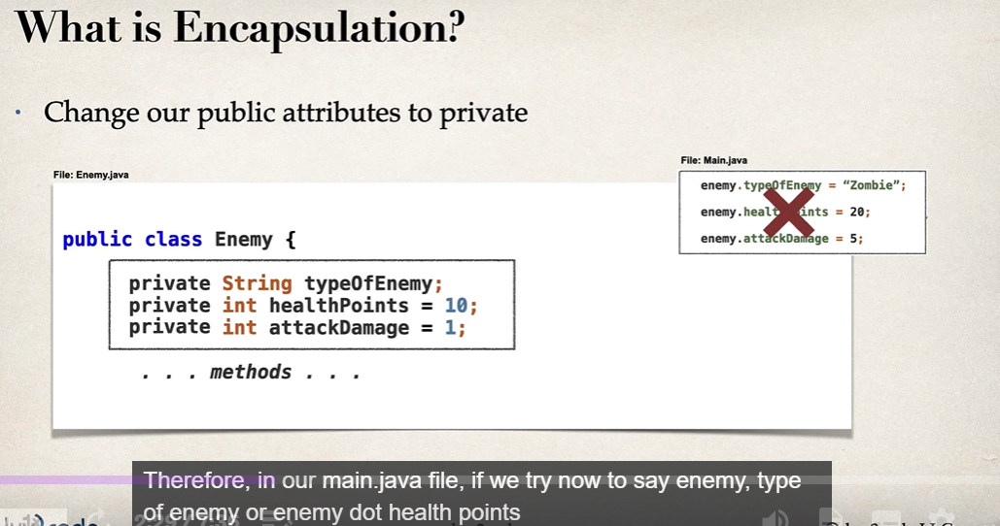 What is Encapsulation?
• Change our public attributes to private
File: Enemy.java
public class Enemy {
private String typeOfEnemy;
private int healthPoints = 10;
private int attackDamage = 1;
. . . methods . . .
File: Main.java
enemy.typeOfEnemy = “Zombie”;
enemy.healt ints = 20;
enemy.attackDamage = 5;
Therefore, in our main.java file, if we try now to say enemy, type
of enemy or enemy dot health points